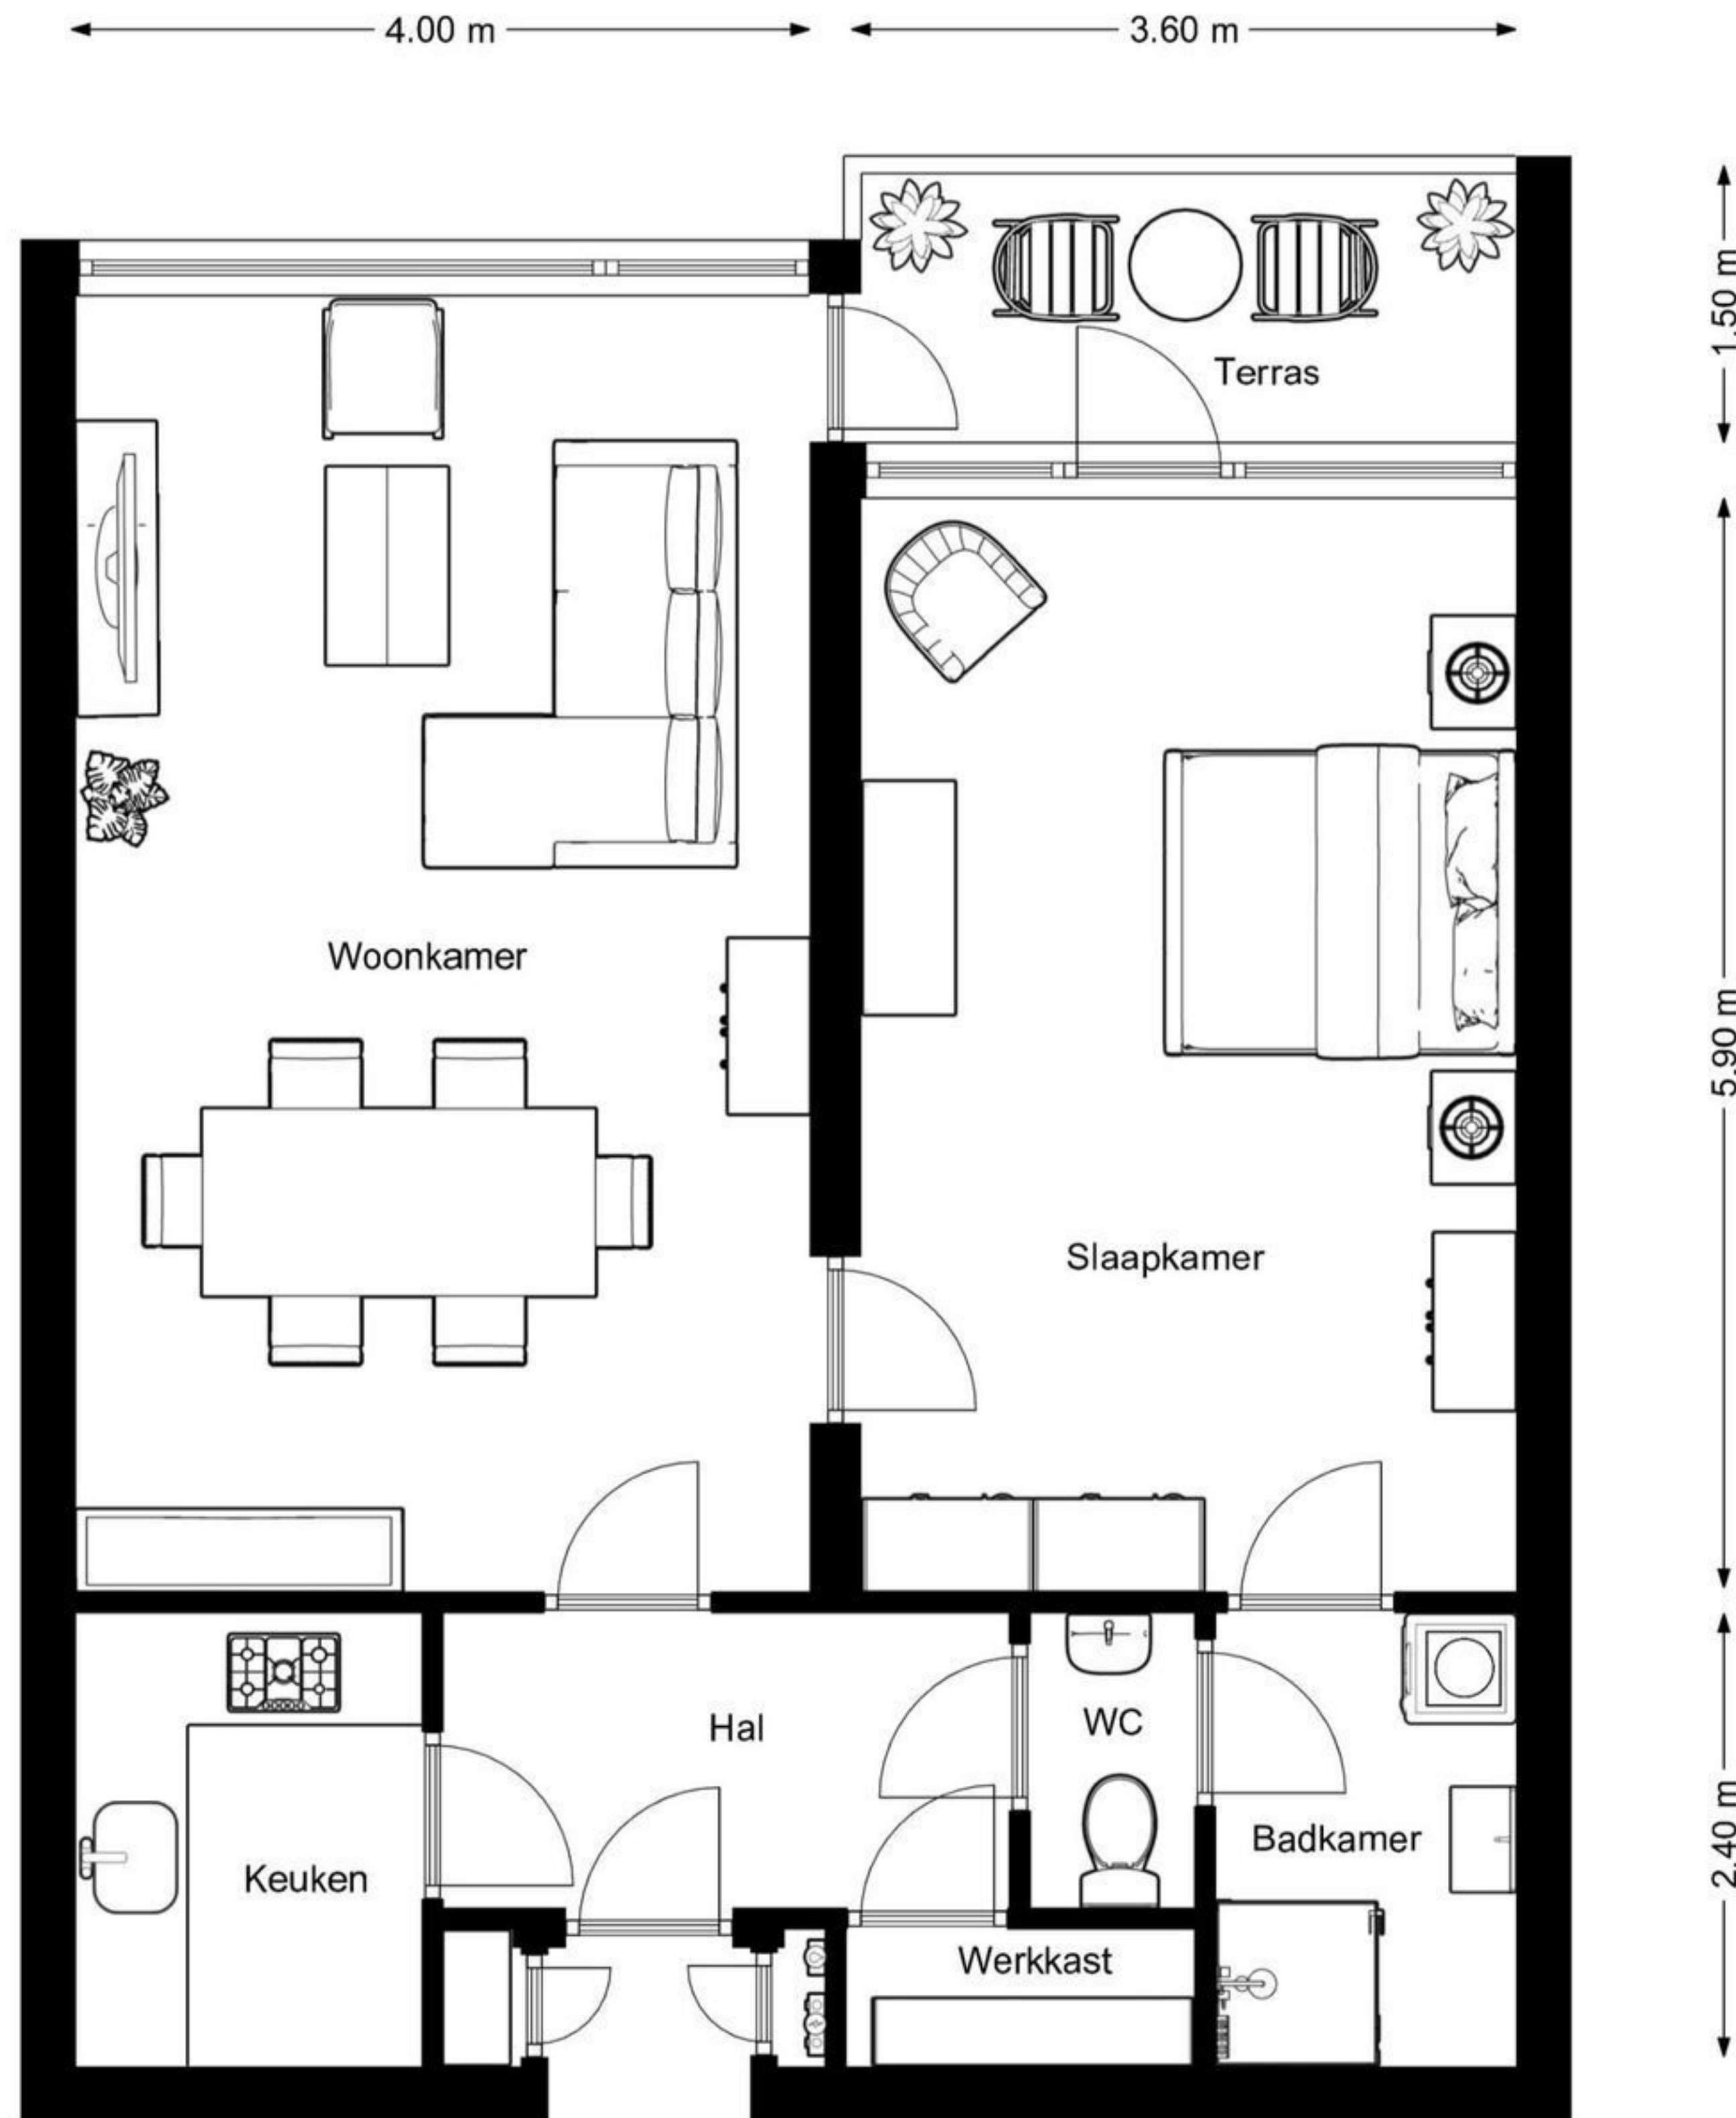 4.00 m
3.60 m
1.50 m
Terras
Woonkamer
5.90 m
Slaapkamer
WC
Hal
2.40 m
Badkamer
Keuken
Werkkast